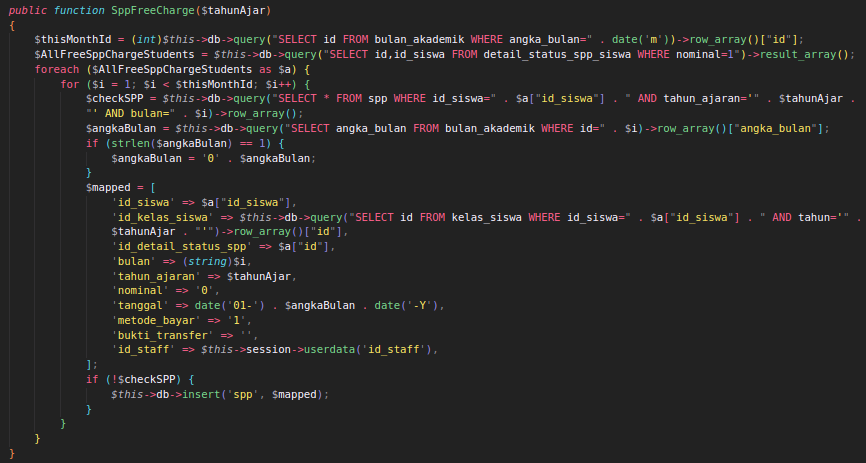 public function SppFreeCharge($tahunAjar)
{
$thisMonthId = (int)$this->db->query("SELECT id FROM bulan_akademik WHERE angka_bulan=" . date('m'))->row_array()["id"];
$AllFreeSppChargeStudents = $this->db->query("SELECT id,id_siswa FROM detail_status_spp_siswa WHERE nominal=1")->result_array();
foreach ($AllFreeSppChargeStudents as $a) {
for ($i = 1; $i < $thisMonthId; $i++) {
$checkSPP = $this->db->query("SELECT * FROM spp WHERE id_siswa=" . $a["id_siswa"] . " AND tahun_ajaran='" . $tahunAjar .
"' AND bulan=" . $i)->row_array();
$angkaBulan = $this->db->query("SELECT angka_bulan FROM bulan_akademik WHERE id=" . $i)->row_array()["angka_bulan"];
if (strlen($angkaBulan) == 1) {
$angkaBulan = '0' . $angkaBulan;
}
$mapped = [
'id_siswa' => $a["id_siswa"],
'id_kelas_siswa' => $this->db->query("SELECT id FROM kelas_siswa WHERE id_siswa=" . $a["id_siswa"] . " AND tahun='" .
$tahunAjar . "'")->row_array()["id"],
'id_detail_status_spp' => $a["id"],
'bulan' => (string)$i,
'tahun_ajaran' => $tahunAjar,
'nominal' => '0',
'tanggal' => date('01-') . $angkaBulan . date('-Y'),
'metode_bayar' => '1',
'bukti_transfer' => '',
'id_staff' => $this->session->userdata('id_staff'),
];
if (!$checkSPP) {
$this->db->insert('spp', $mapped);
}
}
}
}